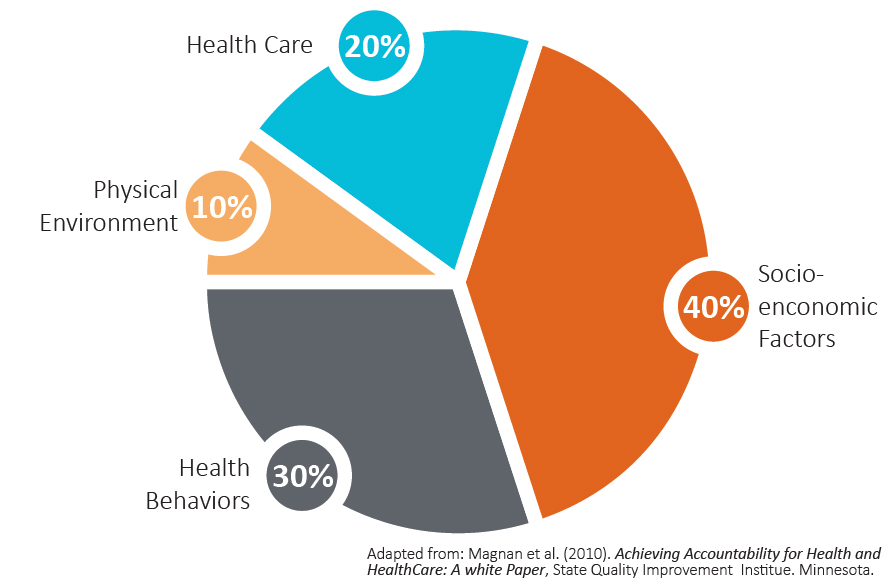 Health Care
20%
Physical
Environment
10%
Socio-
enconomic
Factors
40%
Health
Behaviors
30%
Adapted from: Magnan et al. (2010). Achieving Accountability for Health and
HealthCare: A white Paper, State Quality Improvement Institue. Minnesota.